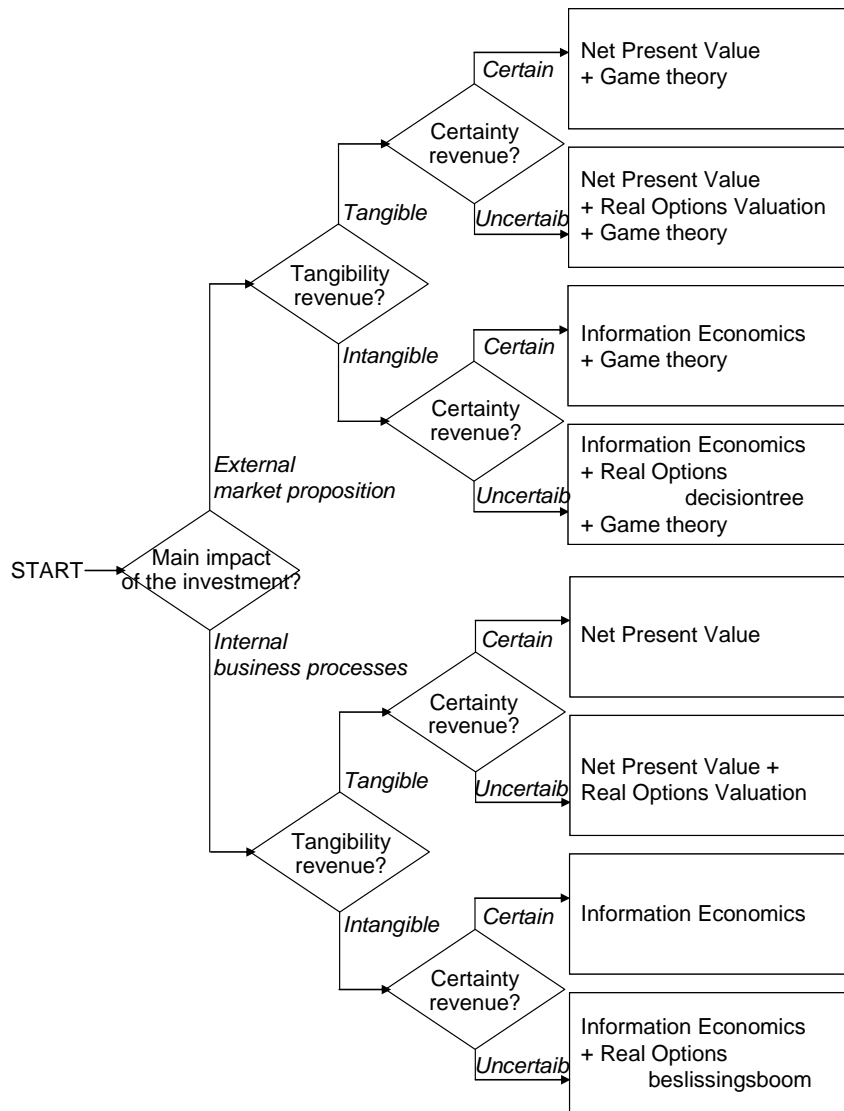 Certain
Net Present Value
+ Game theory
Certainty
revenue?
Net Present Value
+ Real Options Valuation
+ Game theory
Tangible
Uncertaib
Tangibility
revenue?
Intangible
Certain
Information Economics
+ Game theory
Certainty
revenue?
Information Economics
+ Real Options
decisiontree
+ Game theory
Uncertaib
External
market proposition
START
Main impact
of the investment?
Internal
business processes
Certain
Net Present Value
Certainty
revenue?
Tangible
Uncertaib
Net Present Value +
Real Options Valuation
Tangibility
revenue?
Intangible
Certain
Information Economics
Certainty
revenue?
Uncertaib
Information Economics
+ Real Options
beslissingsboom